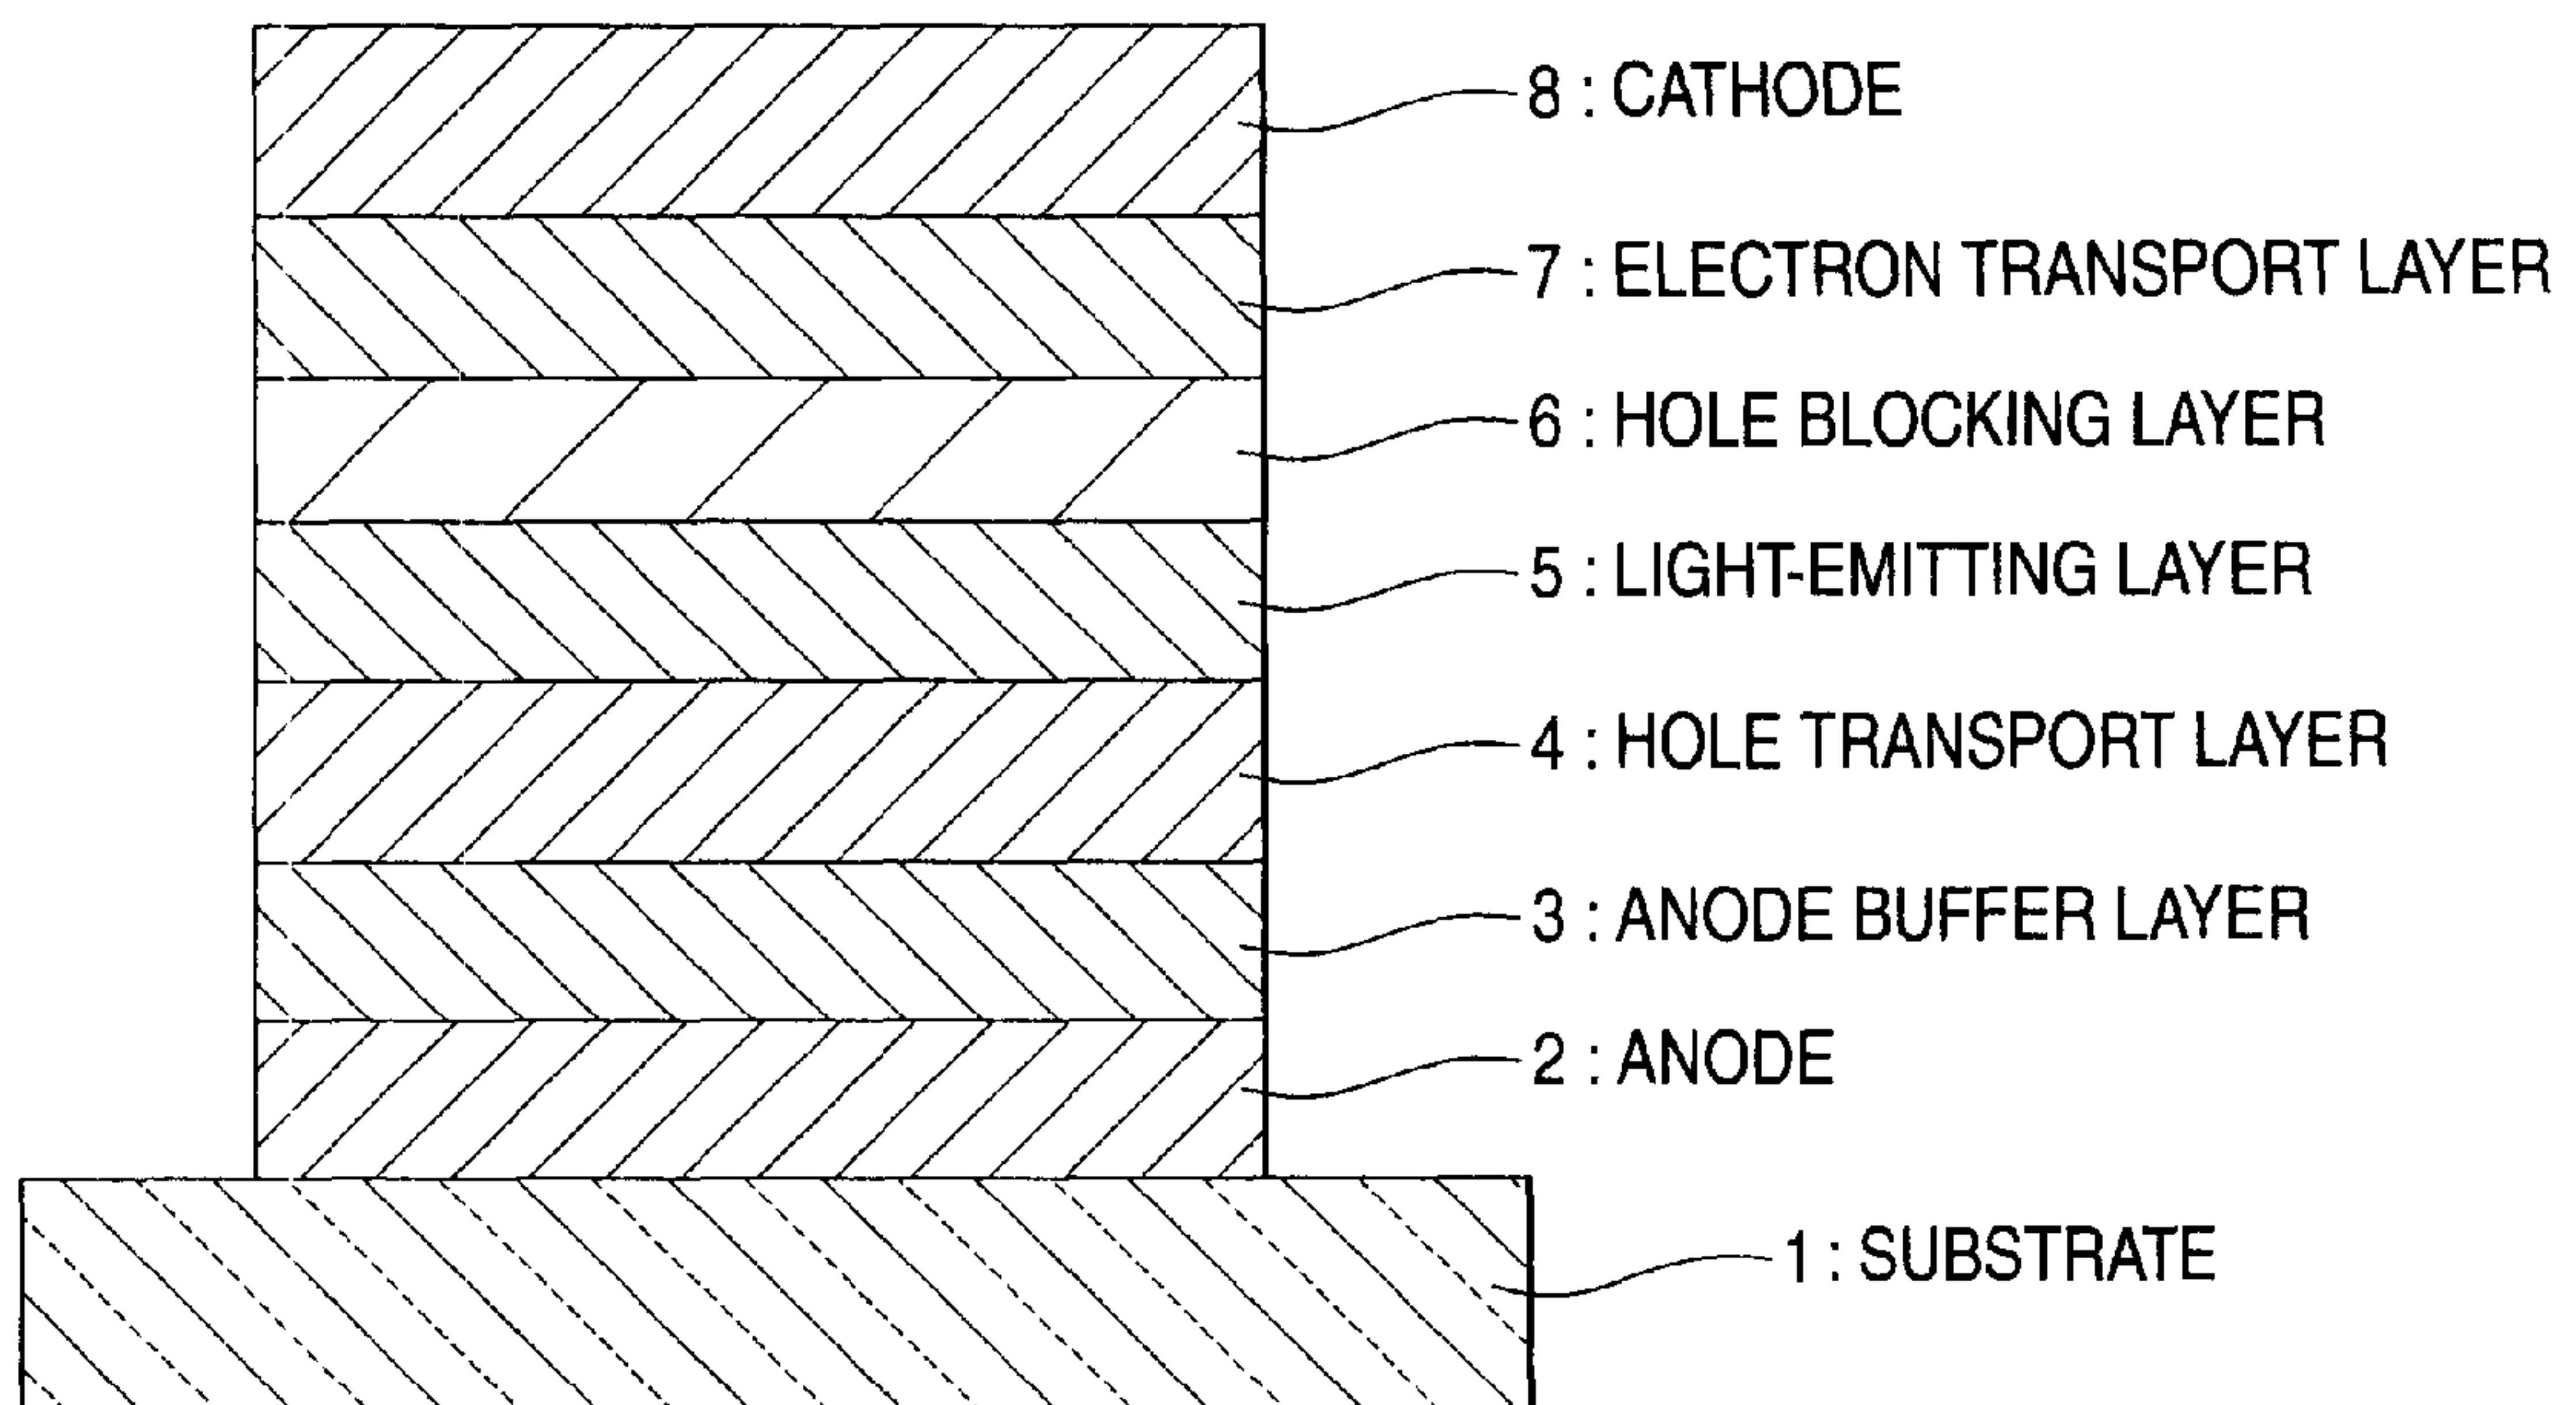 8 : CATHODE
7 : ELECTRON TRANSPORT LAYER
6 : HOLE BLOCKING LAYER
5 : LIGHT-EMITTING LAYER
4 : HOLE TRANSPORT LAYER
3 : ANODE BUFFER LAYER
2 : ANODE
1 : SUBSTRATE